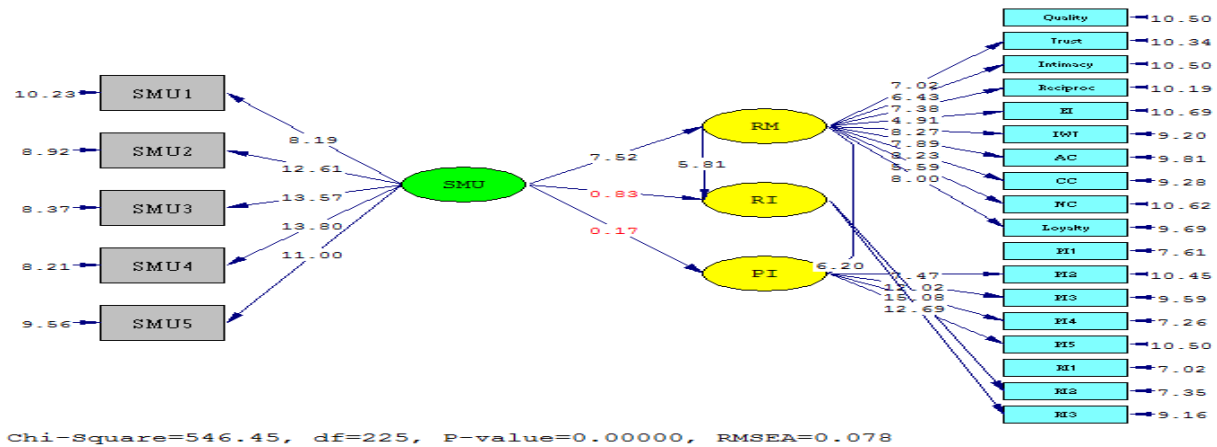 Quality 10.50
Trust 10.34
Intimacy 10.50
Reciproc 10.19
EI 10.69
IWI 9.20
AC 9.81
CC 9.28
NC 10.62
Loyalty 9.69
PI1 7.61
PI2 10.45
PI3 9.59
PI4 7.26
PI5 10.50
RI1 7.02
RI2 7.35
RI3 9.16
10.23 SMU1
8.92 SMU2
8.37 SMU3
8.21 SMU4
9.56 SMU5
8.19
12.61
13.57
13.80
11.00
SMU
7.52
0.83
0.17
RM
5.81
RI
PI
7.02
6.43
7.38
4.91
8.27
7.89
8.23
5.59
8.00
6.20
7.47
15.08
12.69
Chi-Square=546.45, df=225, P-value=0.00000, RMSEA=0.078